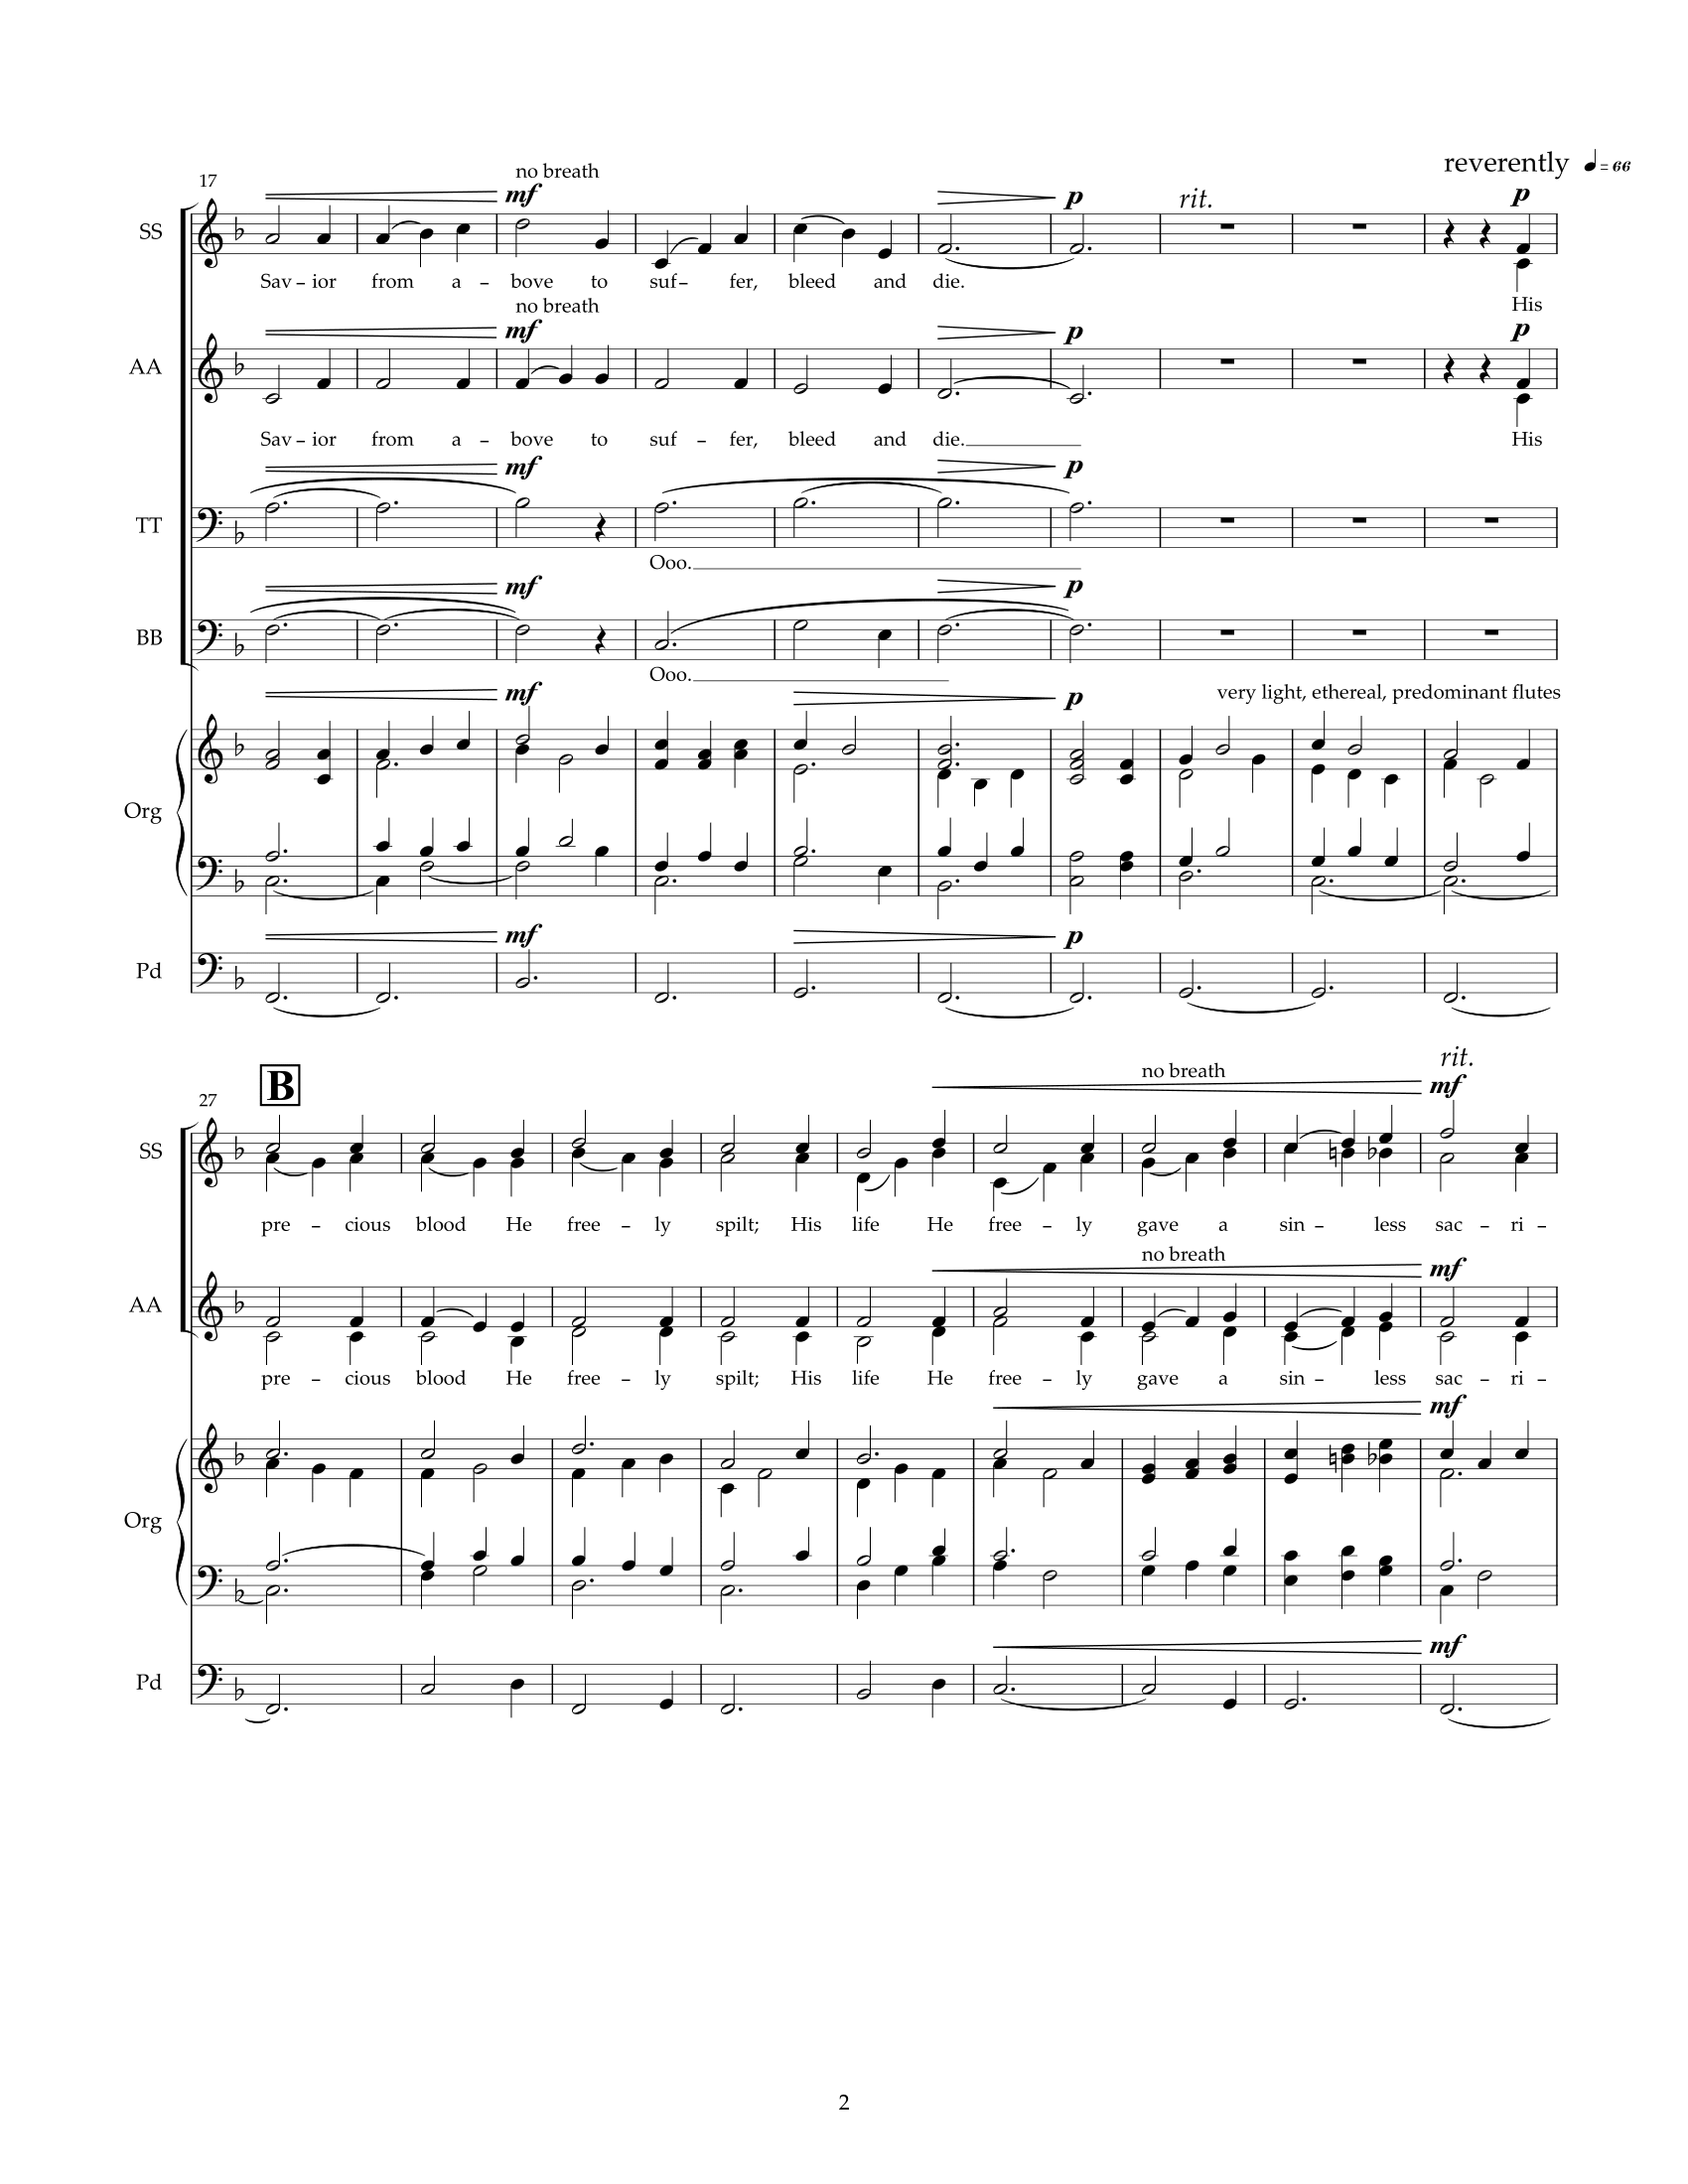 reverently ♩= 66
17
no breath
mf
rit.
p
p
SS
Sav – ior from a – bove to suf – fer, bleed and die. His
no breath
mf
p
p
AA
Sav – ior from a – bove to suf – fer, bleed and die. His
mf
p
TT
Ooo.
mf
p
BB
Ooo.
mf
p
very light, ethereal, predominant flutes
Org
mf
p
Pd
rit.
B
no breath
mf
27
SS
pre – cious blood He free – ly spilt; His life He free – ly gave a sin – less sac – ri –
no breath
mf
AA
pre – cious blood He free – ly spilt; His life He free – ly gave a sin – less sac – ri –
mf
Org
mf
Pd
2